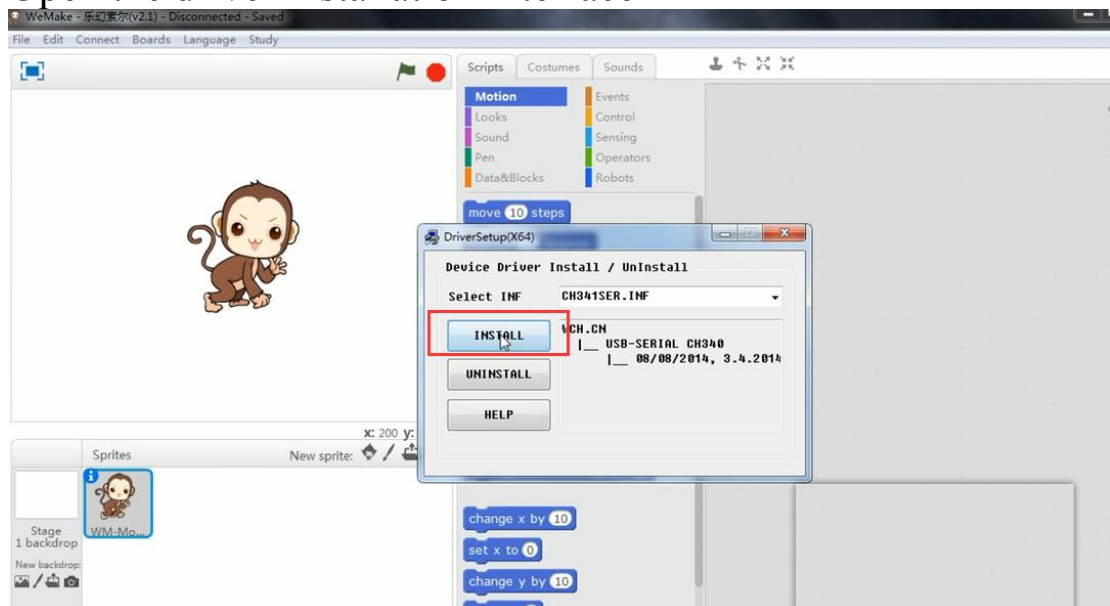 WeMake - 乐幻索尔(v2.1) - Disconnected - Saved
File Edit Connect Boards Language Study
Scripts Costumes Sounds
Motion Events
Looks Control
Sound Sensing
Pen Operators
Data&Blocks Robots
move 10 steps
DriverSetup(X64)
Device Driver Install / UnInstall
Select INF CH341SER.INF
INSTALL
WCH.CN
|__ USB-SERIAL CH340
|__ 08/08/2014, 3.4.2014
UNINSTALL
HELP
x: 200 y:
Sprites New sprite:
Stage
1 backdrop
WM-Mo...
New backdrop:
change x by 10
set x to 0
change y by 10